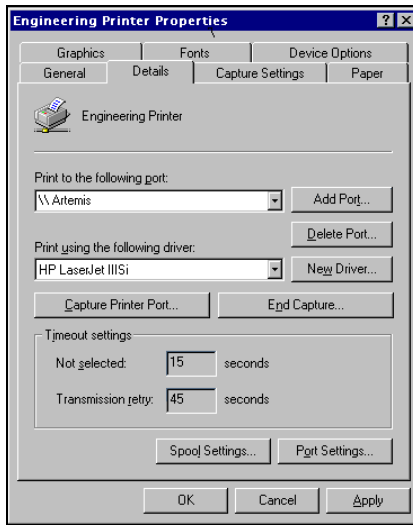 Engineering Printer Properties
Graphics Fonts Device Options
General Details Capture Settings Paper
Engineering Printer
Print to the following port:
\\ Artemis Add Port...
Delete Port...
Print using the following driver:
HP LaserJet IIISi New Driver...
Capture Printer Port... End Capture...
Timeout settings
Not selected: 15 seconds
Transmission retry: 45 seconds
Spool Settings... Port Settings...
OK Cancel Apply